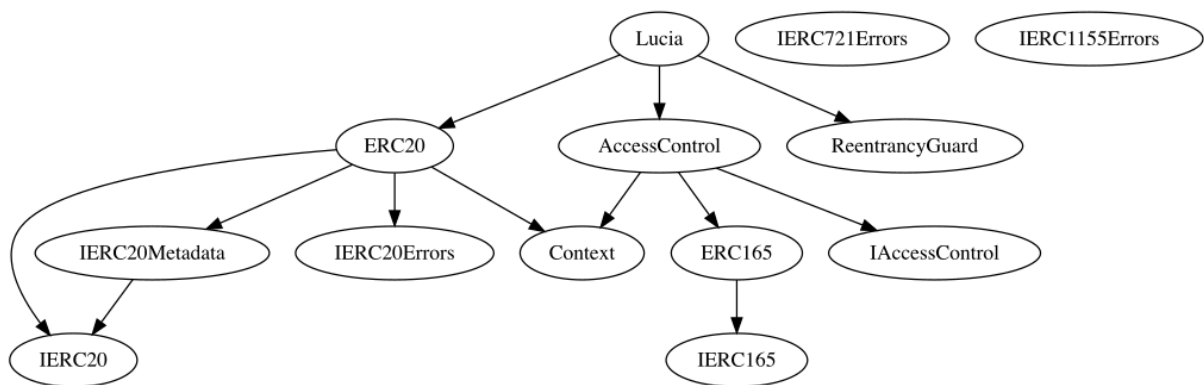 Lucia
IERC721Errors
IERC1155Errors
ERC20
AccessControl
ReentrancyGuard
IERC20Metadata
IERC20Errors
Context
ERC165
IAccessControl
IERC20
IERC165